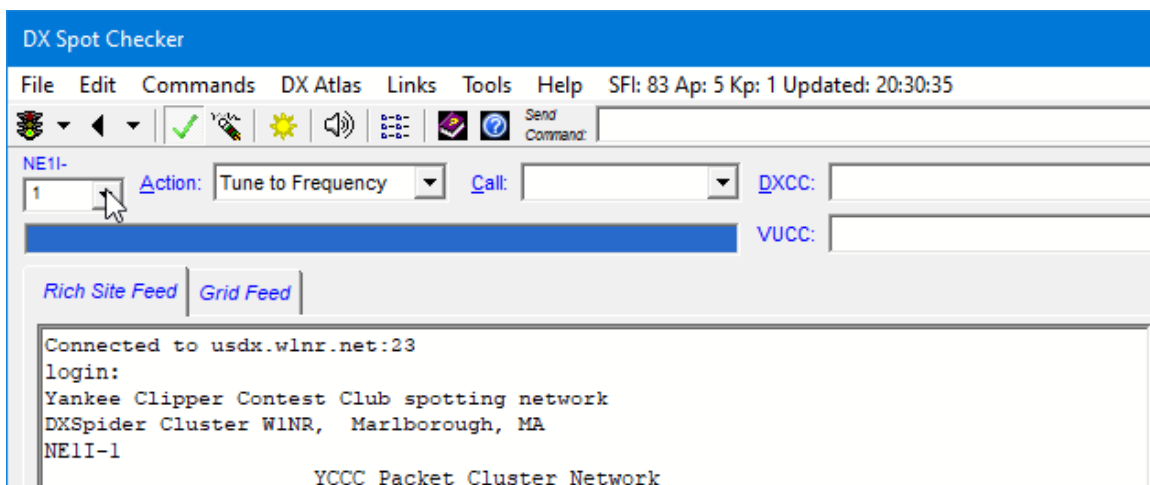 DX Spot Checker
File Edit Commands DX Atlas Links Tools Help SFI: 83 Ap: 5 Kp: 1 Updated: 20:30:35
Send
Command:
NE1I-
1 Action: Tune to Frequency Call: DXCC:
VUCC:
Rich Site Feed Grid Feed
Connected to usdx.w1nr.net:23
login:
Yankee Clipper Contest Club spotting network
DXSpider Cluster W1NR, Marlborough, MA
NE1I-1
YCCC Packet Cluster Network